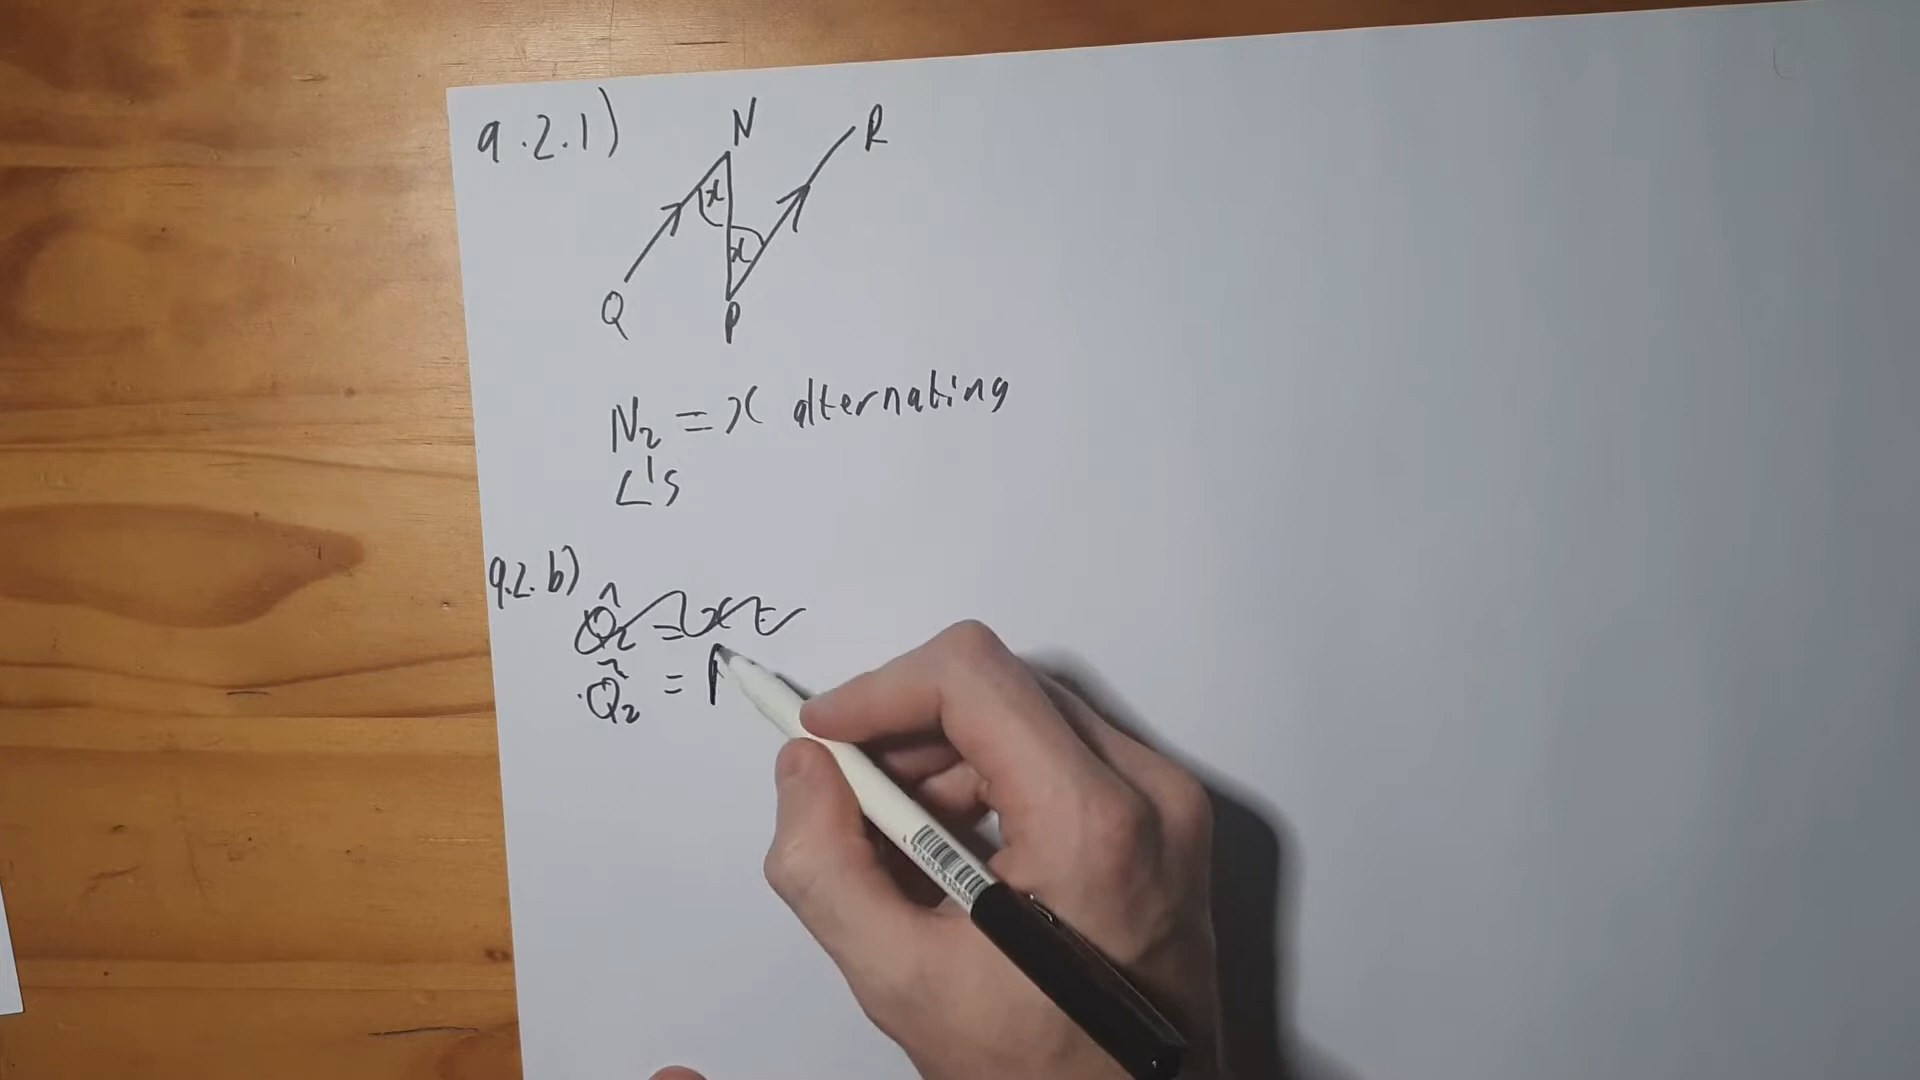 9.2.1)
N
R
x
x
Q
P
N₂ = x alternating
∠'s
9.2.b)
Q̂₂ =
Q̂₂ =